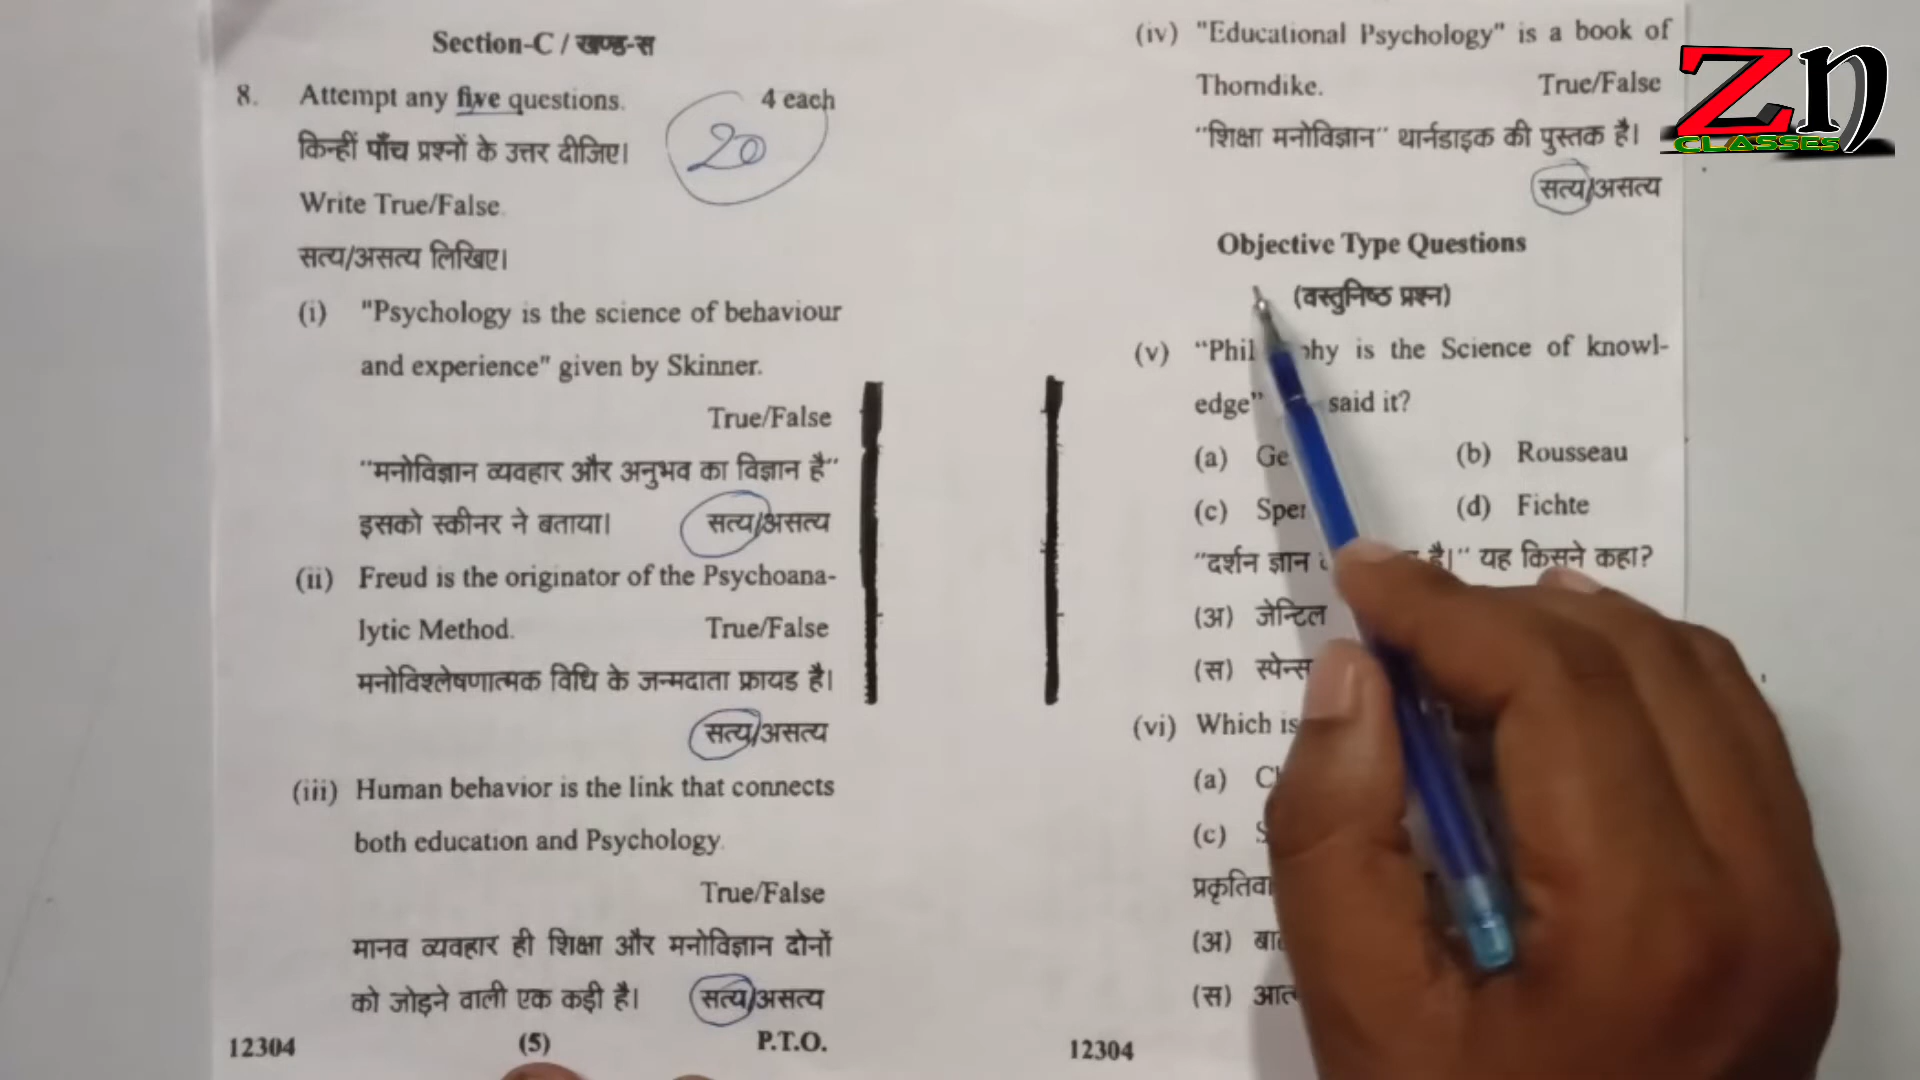 Section-C / खण्ड-स
8. Attempt any five questions. 4 each
किन्हीं पाँच प्रश्नों के उत्तर दीजिए।
20
Write True/False.
सत्य/असत्य लिखिए।
(i) "Psychology is the science of behaviour
and experience" given by Skinner.
True/False
"मनोविज्ञान व्यवहार और अनुभव का विज्ञान है"
इसको स्कीनर ने बताया। सत्य/असत्य
(ii) Freud is the originator of the Psychoana-
lytic Method. True/False
मनोविश्लेषणात्मक विधि के जन्मदाता फ्रायड है।
सत्य/असत्य
(iii) Human behavior is the link that connects
both education and Psychology.
True/False
मानव व्यवहार ही शिक्षा और मनोविज्ञान दोनों
को जोड़ने वाली एक कड़ी है। सत्य/असत्य
12304 (5) P.T.O.
(iv) "Educational Psychology" is a book of
Thorndike. True/False
"शिक्षा मनोविज्ञान" थार्नडाइक की पुस्तक है।
सत्य/असत्य
Objective Type Questions
(वस्तुनिष्ठ प्रश्न)
(v) is the Science of knowl-
edge" said it?
(a) (b) Rousseau
(c) (d) Fichte
"दर्शन ज्ञान है।" यह किसने कहा?
(अ) जेन्टिल
(स)
(vi) Which is
(a)
(c)
(अ)
(स)
12304
Zn
CLASSES